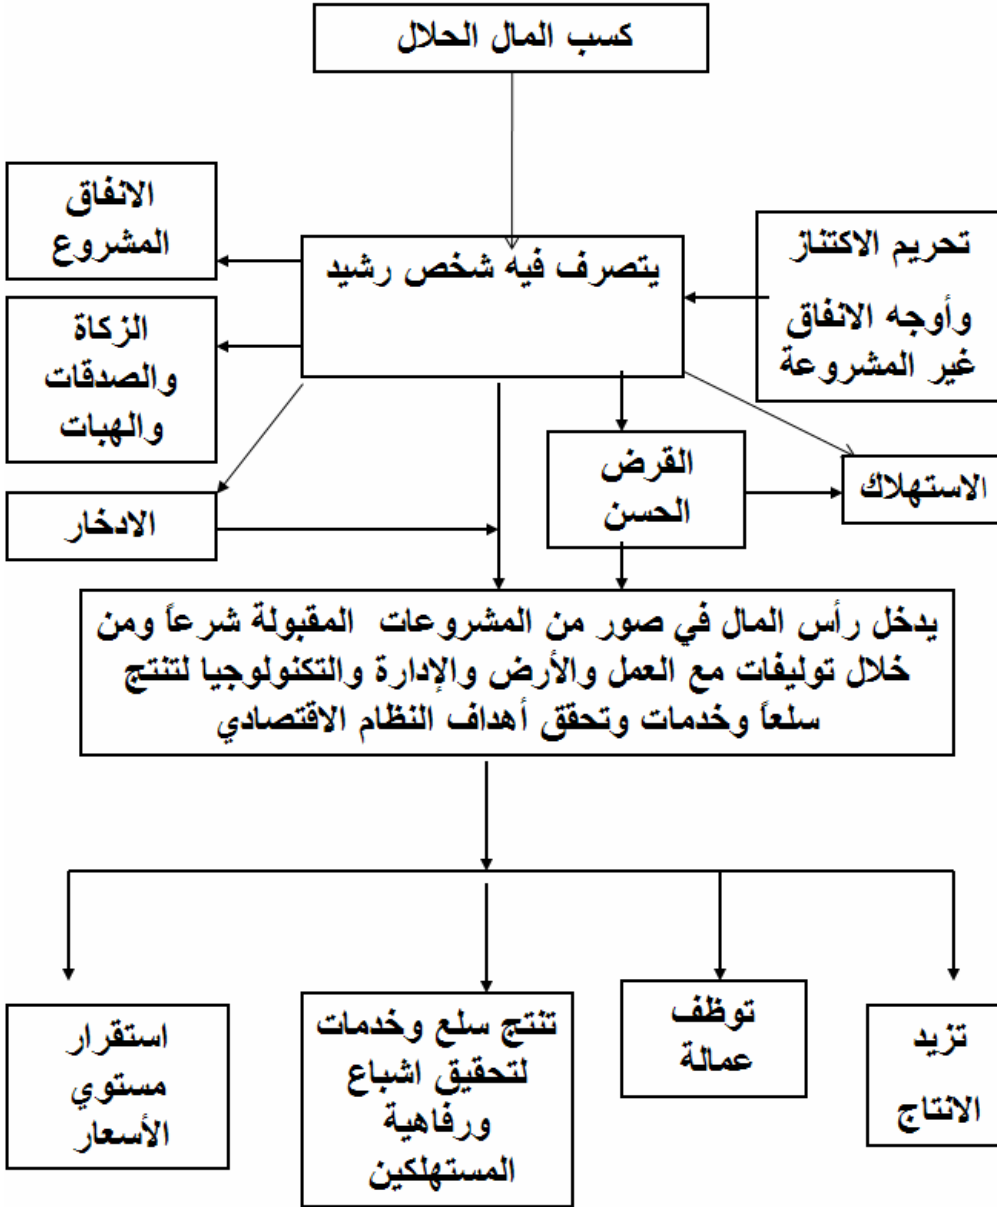 كسب المال الحلال
الانفاق
المشروع
يتصرف فيه شخص رشيد
تحريم الاكتناز
وأوجه الانفاق
غير المشروعة
الزكاة
والصدقات
والهبات
القرض
الحسن
الاستهلاك
الادخار
يدخل رأس المال في صور من المشروعات المقبولة شرعاً ومن
خلال توليفات مع العمل والأرض والإدارة والتكنولوجيا لتنتج
سلعاً وخدمات وتحقق أهداف النظام الاقتصادي
تزيد
الانتاج
توظف
عمالة
تنتج سلع وخدمات
لتحقيق اشباع
ورفاهية
المستهلكين
استقرار
مستوي
الأسعار